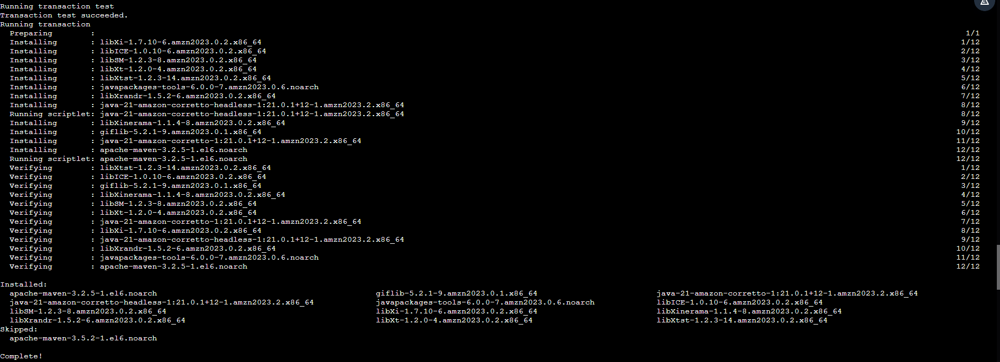 Running transaction test
Transaction test succeeded.
Running transaction
  Preparing        :                                                                 1/1
  Installing       : libXi-1.7.10-6.amzn2023.0.2.x86_64                              1/12
  Installing       : libICE-1.0.10-6.amzn2023.0.2.x86_64                             2/12
  Installing       : libSM-1.2.3-8.amzn2023.0.2.x86_64                               3/12
  Installing       : libXt-1.2.0-4.amzn2023.0.2.x86_64                               4/12
  Installing       : libXtst-1.2.3-14.amzn2023.0.2.x86_64                            5/12
  Installing       : javapackages-tools-6.0.0-7.amzn2023.0.6.noarch                  6/12
  Installing       : libXrandr-1.5.2-6.amzn2023.0.2.x86_64                           7/12
  Installing       : java-21-amazon-corretto-headless-1:21.0.1+12-1.amzn2023.2.x86_64 8/12
  Running scriptlet: java-21-amazon-corretto-headless-1:21.0.1+12-1.amzn2023.2.x86_64 8/12
  Installing       : libXinerama-1.1.4-8.amzn2023.0.2.x86_64                         9/12
  Installing       : giflib-5.2.1-9.amzn2023.0.1.x86_64                              10/12
  Installing       : java-21-amazon-corretto-1:21.0.1+12-1.amzn2023.2.x86_64         11/12
  Installing       : apache-maven-3.2.5-1.el6.noarch                                 12/12
  Running scriptlet: apache-maven-3.2.5-1.el6.noarch                                 12/12
  Verifying        : libXtst-1.2.3-14.amzn2023.0.2.x86_64                            1/12
  Verifying        : libICE-1.0.10-6.amzn2023.0.2.x86_64                             2/12
  Verifying        : giflib-5.2.1-9.amzn2023.0.1.x86_64                              3/12
  Verifying        : libXinerama-1.1.4-8.amzn2023.0.2.x86_64                         4/12
  Verifying        : libSM-1.2.3-8.amzn2023.0.2.x86_64                               5/12
  Verifying        : libXt-1.2.0-4.amzn2023.0.2.x86_64                               6/12
  Verifying        : java-21-amazon-corretto-1:21.0.1+12-1.amzn2023.2.x86_64         7/12
  Verifying        : libXi-1.7.10-6.amzn2023.0.2.x86_64                              8/12
  Verifying        : java-21-amazon-corretto-headless-1:21.0.1+12-1.amzn2023.2.x86_64 9/12
  Verifying        : libXrandr-1.5.2-6.amzn2023.0.2.x86_64                           10/12
  Verifying        : javapackages-tools-6.0.0-7.amzn2023.0.6.noarch                  11/12
  Verifying        : apache-maven-3.2.5-1.el6.noarch                                 12/12

Installed:
  apache-maven-3.2.5-1.el6.noarch  giflib-5.2.1-9.amzn2023.0.1.x86_64  java-21-amazon-corretto-1:21.0.1+12-1.amzn2023.2.x86_64
  java-21-amazon-corretto-headless-1:21.0.1+12-1.amzn2023.2.x86_64  javapackages-tools-6.0.0-7.amzn2023.0.6.noarch  libICE-1.0.10-6.amzn2023.0.2.x86_64
  libSM-1.2.3-8.amzn2023.0.2.x86_64  libXi-1.7.10-6.amzn2023.0.2.x86_64  libXinerama-1.1.4-8.amzn2023.0.2.x86_64
  libXrandr-1.5.2-6.amzn2023.0.2.x86_64  libXt-1.2.0-4.amzn2023.0.2.x86_64  libXtst-1.2.3-14.amzn2023.0.2.x86_64
Skipped:
  apache-maven-3.5.2-1.el6.noarch

Complete!